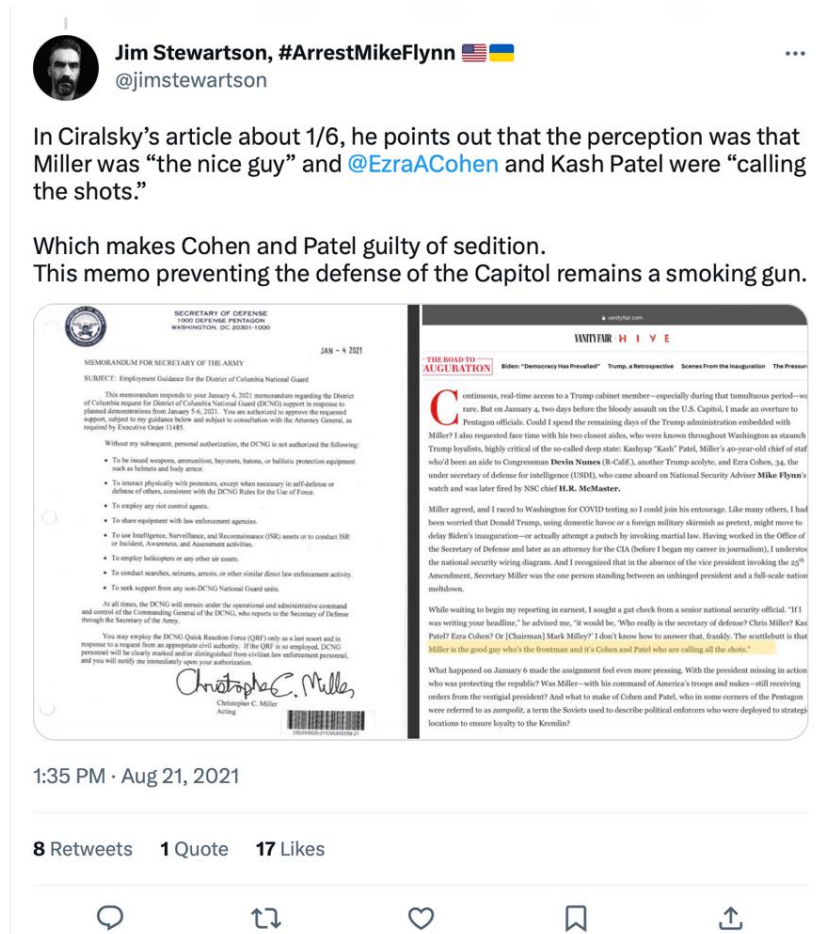 Jim Stewartson, #ArrestMikeFlynn
@jimstewartson
In Ciralsky’s article about 1/6, he points out that the perception was that
Miller was “the nice guy” and @EzraACohen and Kash Patel were “calling
the shots.”
Which makes Cohen and Patel guilty of sedition.
This memo preventing the defense of the Capitol remains a smoking gun.
SECRETARY OF DEFENSE
1000 DEFENSE PENTAGON
WASHINGTON, DC 20301-1000
JAN - 4 2021
MEMORANDUM FOR SECRETARY OF THE ARMY
SUBJECT: Employment Guidance for the District of Columbia National Guard
This memorandum responds to your January 4, 2021 memorandum regarding the District
of Columbia request for District of Columbia National Guard (DCNG) support in response to
planned demonstrations from January 5-6, 2021. You are authorized to approve the requested
support, subject to my guidance below and subject to consultation with the Attorney General, as
required by Executive Order 11485.
Without my subsequent, personal authorization, the DCNG is not authorized the following:
• To be issued weapons, ammunition, bayonets, batons, or ballistic protection equipment
such as helmets and body armor.
• To interact physically with protestors, except when necessary in self-defense or
defense of others, consistent with the DCNG Rules for the Use of Force.
• To employ any riot control agents.
• To share equipment with law enforcement agencies.
• To use Intelligence, Surveillance, and Reconnaissance (ISR) assets or to conduct ISR
or Incident, Awareness, and Assessment activities.
• To employ helicopters or any other air assets.
• To conduct searches, seizures, arrests, or other similar direct law enforcement activity.
• To seek support from any non-DCNG National Guard units.
At all times, the DCNG will remain under the operational and administrative command
and control of the Commanding General of the DCNG, who reports to the Secretary of Defense
through the Secretary of the Army.
You may employ the DCNG Quick Reaction Force (QRF) only as a last resort and in
response to a request from an appropriate civil authority. If the QRF is so employed, DCNG
personnel will be clearly marked and/or distinguished from civilian law enforcement personnel,
and you will notify me immediately upon your authorization.
Christopher C. Miller
Christopher C. Miller
Acting
vanityfair.com
VANITY FAIR HIVE
THE ROAD TO
AUGURATION
Biden: "Democracy Has Prevailed" Trump, a Retrospective Scenes From the Inauguration The Pressur
Continuous, real-time access to a Trump cabinet member—especially during that tumultuous period—wa
rare. But on January 4, two days before the bloody assault on the U.S. Capitol, I made an overture to
Pentagon officials. Could I spend the remaining days of the Trump administration embedded with
Miller? I also requested face time with his two closest aides, who were known throughout Washington as staunch
Trump loyalists, highly critical of the so-called deep state: Kashyap “Kash” Patel, Miller’s 40-year-old chief of staf
who’d been an aide to Congressman Devin Nunes (R-Calif.), another Trump acolyte, and Ezra Cohen, 34, the
under secretary of defense for intelligence (USDI), who came aboard on National Security Adviser Mike Flynn’s
watch and was later fired by NSC chief H.R. McMaster.
Miller agreed, and I raced to Washington for COVID testing so I could join his entourage. Like many others, I had
been worried that Donald Trump, using domestic havoc or a foreign military skirmish as pretext, might move to
delay Biden’s inauguration—or actually attempt a putsch by invoking martial law. Having worked in the Office of
the Secretary of Defense and later as an attorney for the CIA (before I began my career in journalism), I understoo
the national security wiring diagram. And I recognized that in the absence of the vice president invoking the 25th
Amendment, Secretary Miller was the one person standing between an unhinged president and a full-scale nation
meltdown.
While waiting to begin my reporting in earnest, I sought a gut check from a senior national security official. “If I
was writing your headline,” he advised me, “it would be, ‘Who really is the secretary of defense? Chris Miller? Kas
Patel? Ezra Cohen? Or [Chairman] Mark Milley?’ I don’t know how to answer that, frankly. The scuttlebutt is that
Miller is the good guy who’s the frontman and it’s Cohen and Patel who are calling all the shots.”
What happened on January 6 made the assignment feel even more pressing. With the president missing in action
who was protecting the republic? Was Miller—with his command of America’s troops and nukes—still receiving
orders from the vestigial president? And what to make of Cohen and Patel, who in some corners of the Pentagon
were referred to as zampolit, a term the Soviets used to describe political enforcers who were deployed to strategi
locations to ensure loyalty to the Kremlin?
1:35 PM · Aug 21, 2021
8 Retweets 1 Quote 17 Likes